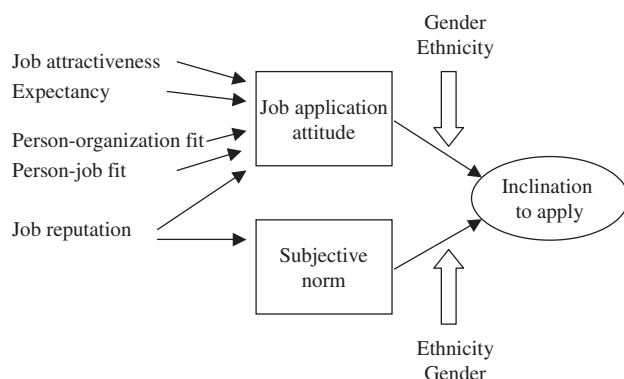 Gender
Ethnicity
Job attractiveness
Expectancy
Job application
attitude
Person-organization fit
Person-job fit
Inclination
to apply
Job reputation
Subjective
norm
Ethnicity
Gender